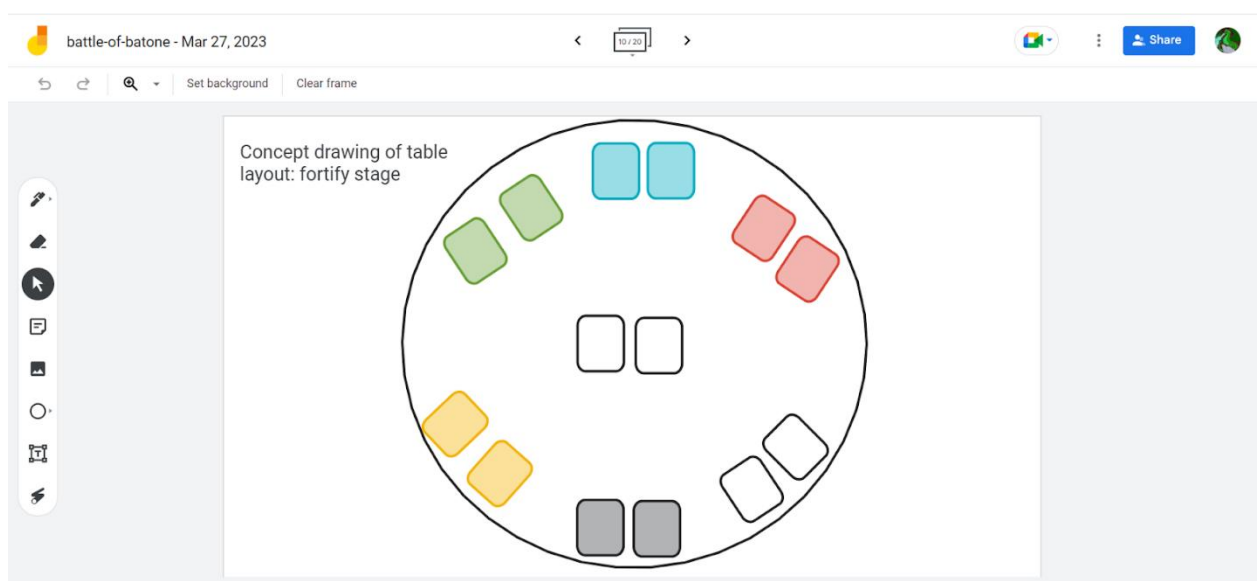 battle-of-batone - Mar 27, 2023
10 / 20
Share
Set background
Clear frame
Concept drawing of table
layout: fortify stage
T